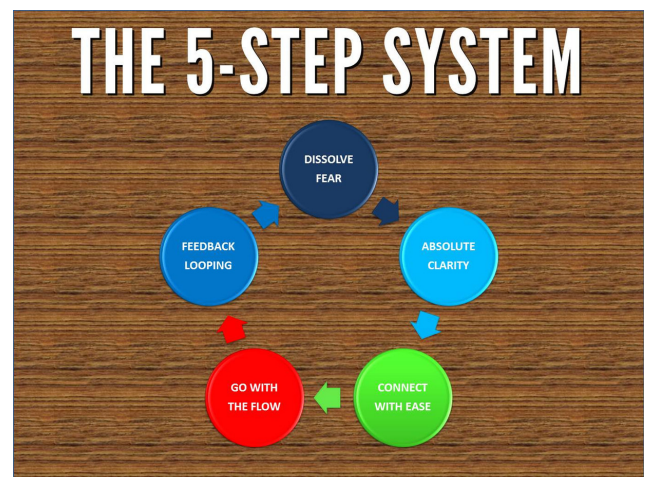 THE 5-STEP SYSTEM
DISSOLVE
FEAR
ABSOLUTE
CLARITY
CONNECT
WITH EASE
GO WITH
THE FLOW
FEEDBACK
LOOPING